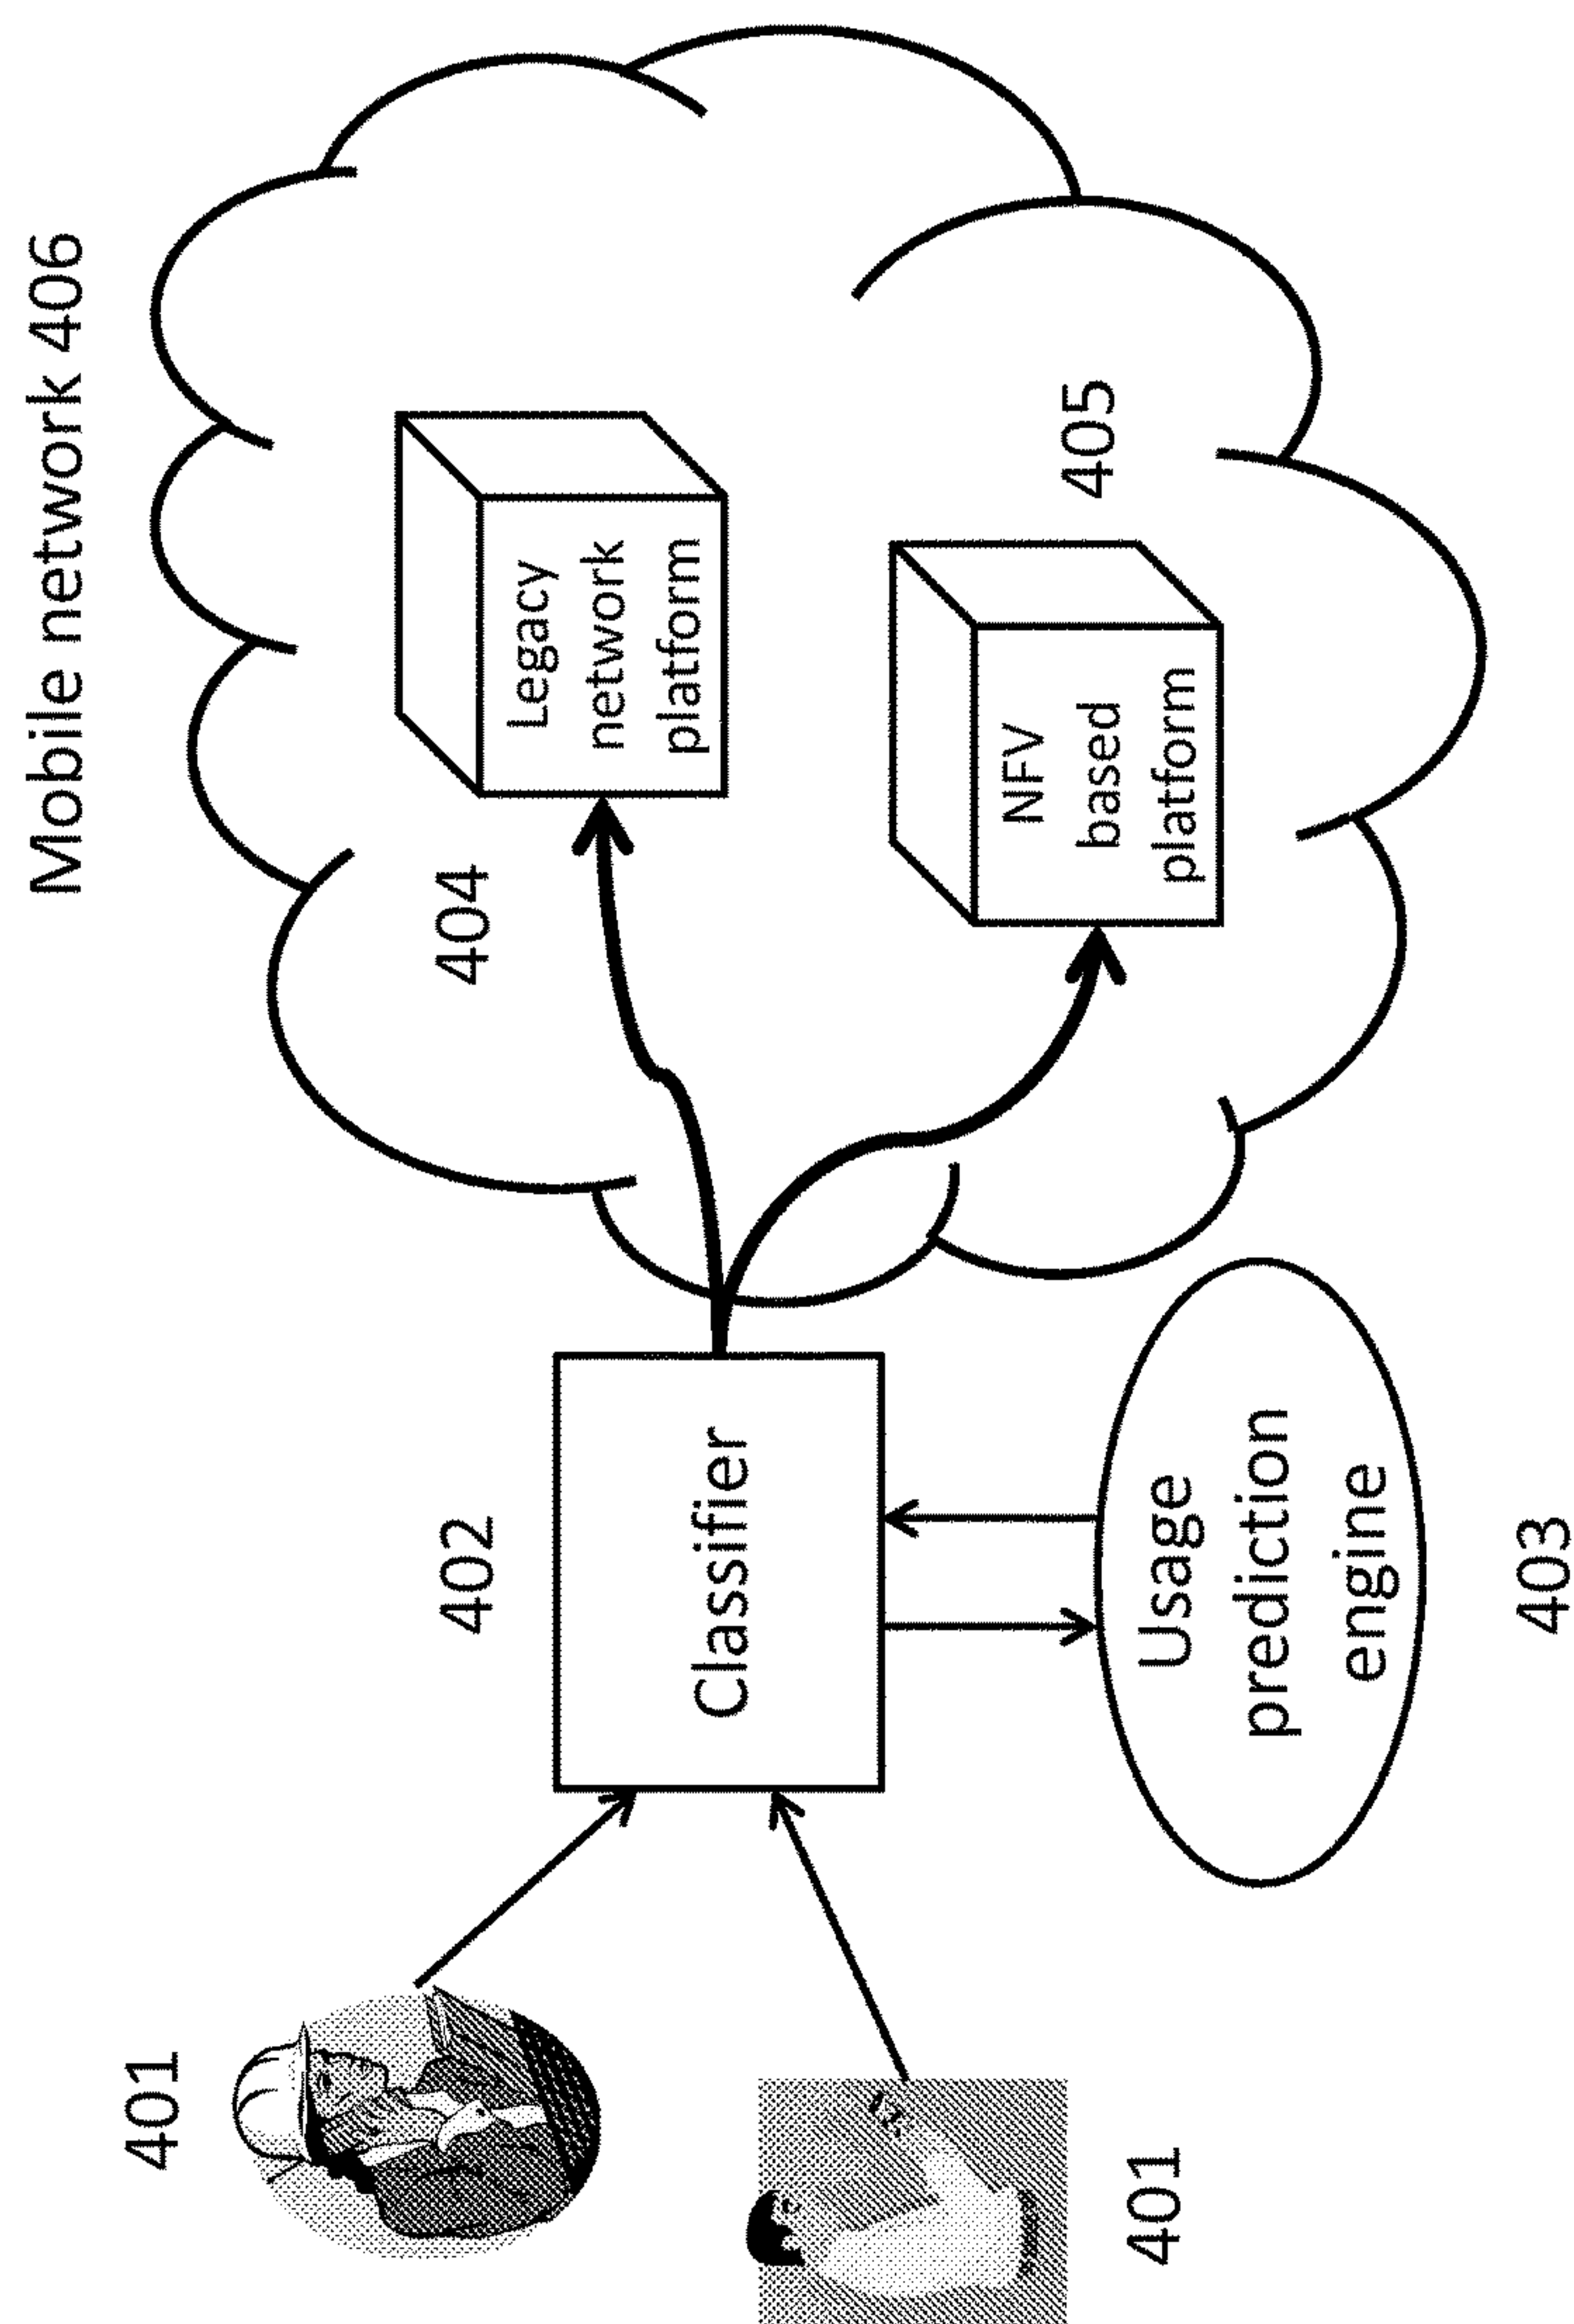 Mobile network 406
401
402
404
Classifier
Legacy
network
platform
405
NFV
based
platform
401
Usage
prediction
engine
403